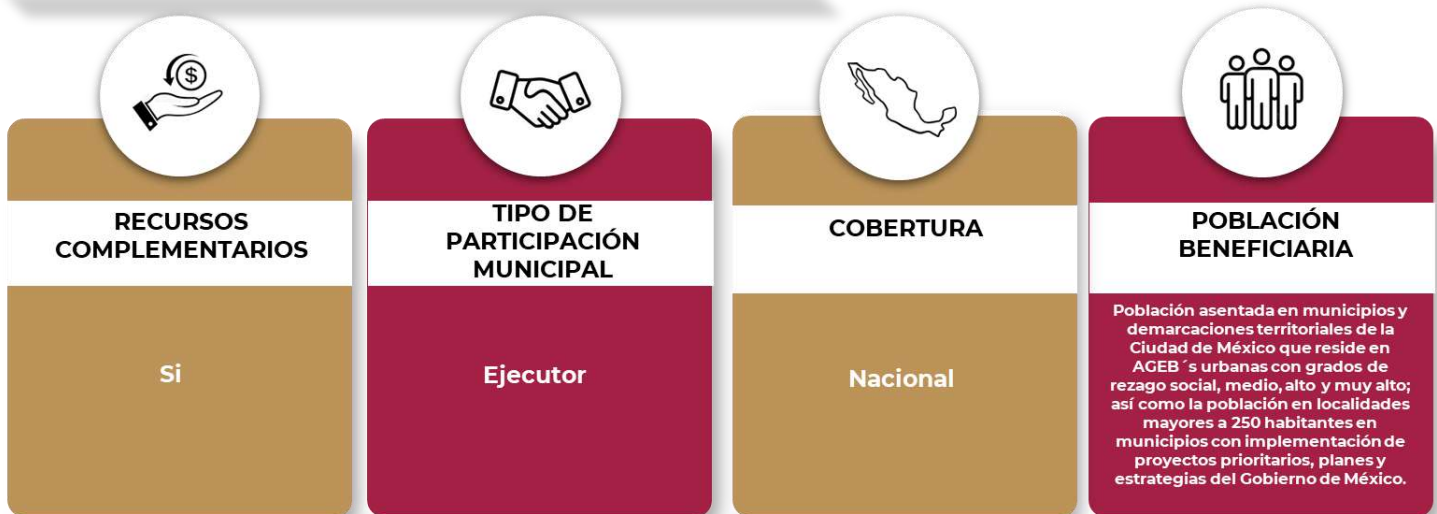 RECURSOS
COMPLEMENTARIOS
Si
TIPO DE
PARTICIPACIÓN
MUNICIPAL
Ejecutor
COBERTURA
Nacional
POBLACIÓN
BENEFICIARIA
Población asentada en municipios y
demarcaciones territoriales de la
Ciudad de México que reside en
AGEB´s urbanas con grados de
rezago social, medio, alto y muy alto;
así como la población en localidades
mayores a 250 habitantes en
municipios con implementación de
proyectos prioritarios, planes y
estrategias del Gobierno de México.